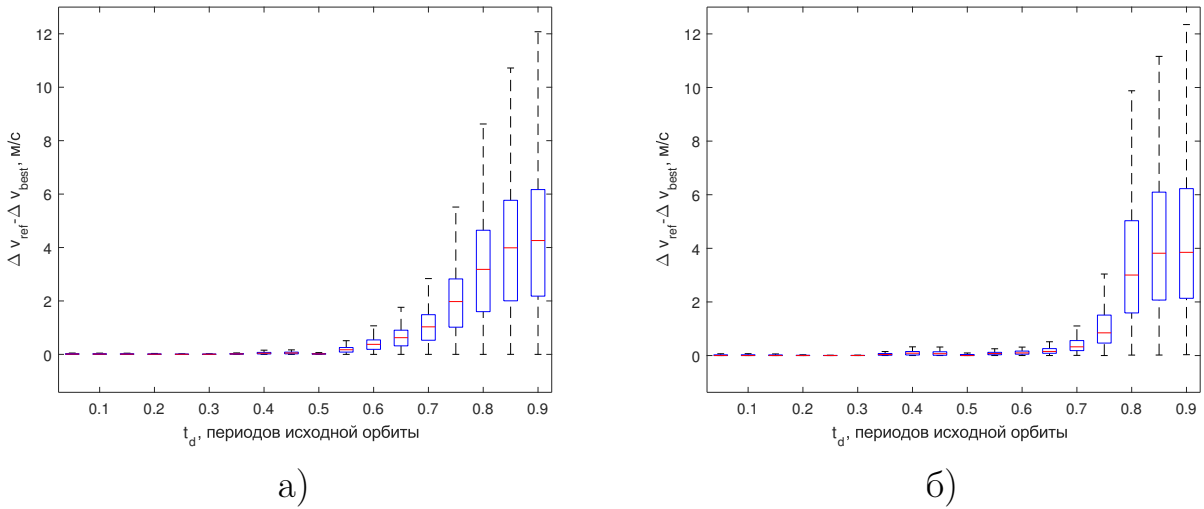 12
10
8
6
4
2
0
Δ v_ref-Δ v_best, м/с
0.1 0.2 0.3 0.4 0.5 0.6 0.7 0.8 0.9
t_d, периодов исходной орбиты
а)
12
10
8
6
4
2
0
Δ v_ref-Δ v_best, м/с
0.1 0.2 0.3 0.4 0.5 0.6 0.7 0.8 0.9
t_d, периодов исходной орбиты
б)